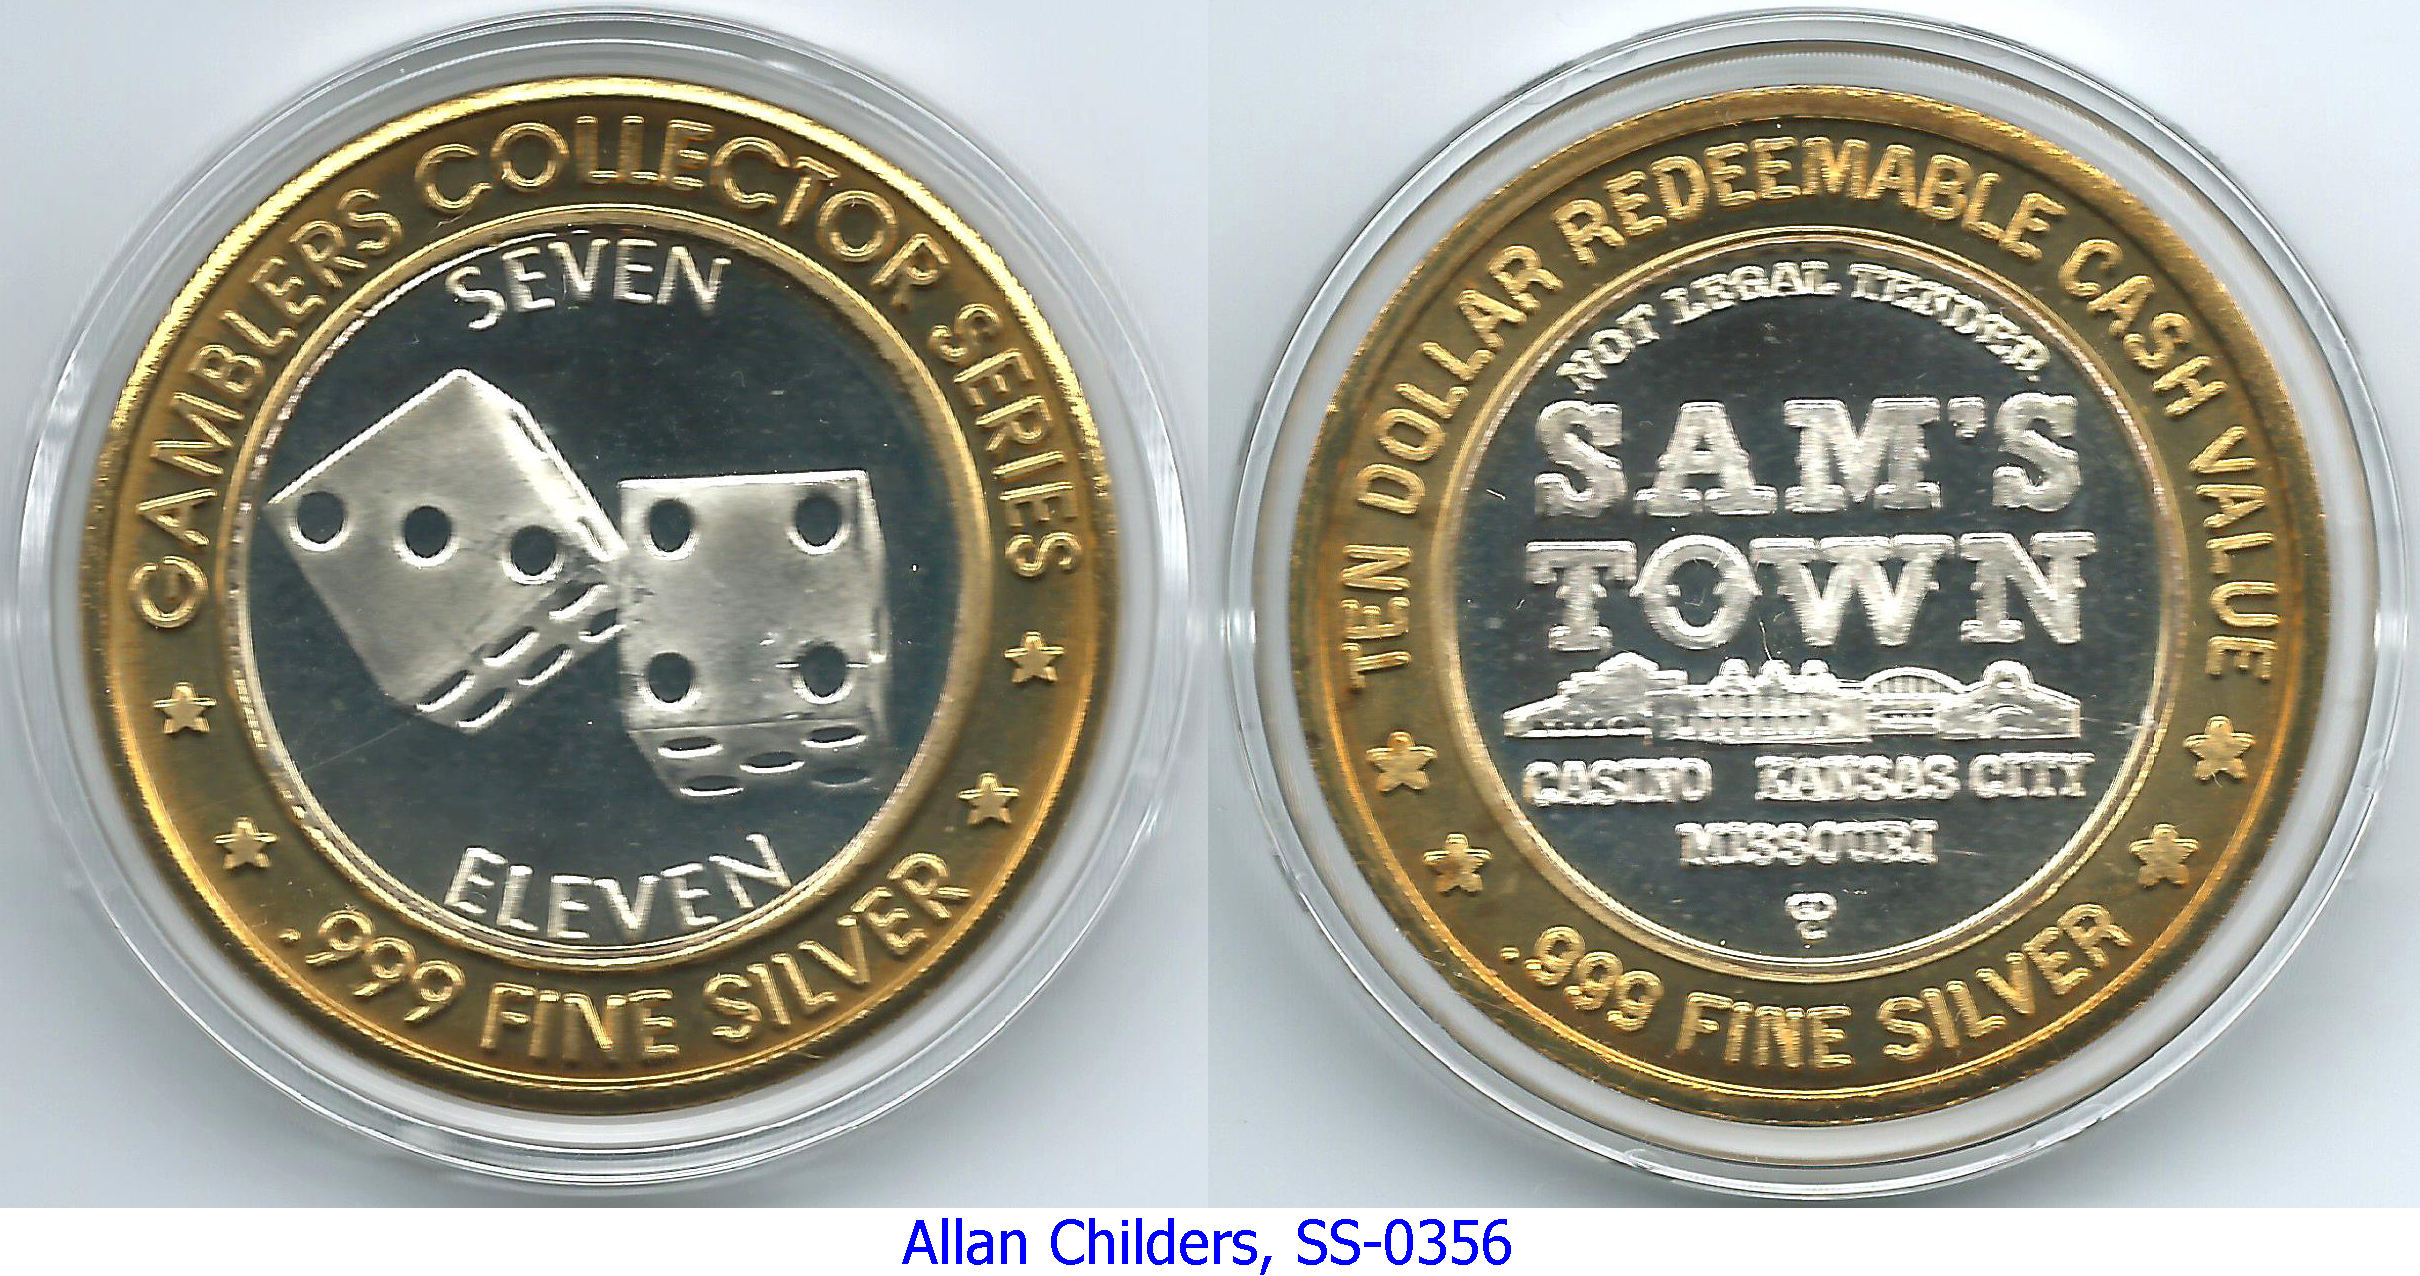 GAMBLERS COLLECTOR SERIES
SEVEN
ELEVEN
.999 FINE SILVER
TEN DOLLAR REDEEMABLE CASH VALUE
NOT LEGAL TENDER
SAM'S
TOWN
CASINO KANSAS CITY
MISSOURI
.999 FINE SILVER
Allan Childers, SS-0356